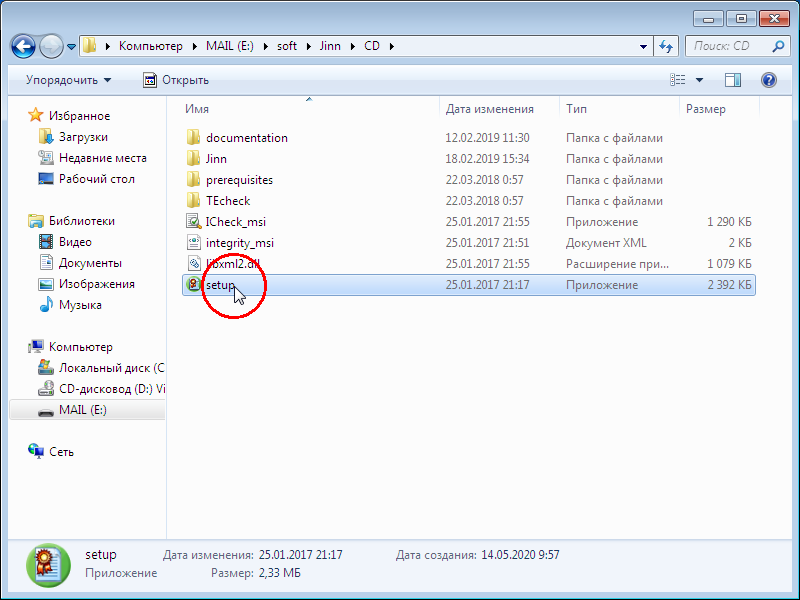 Компьютер MAIL (E:) soft Jinn CD Поиск: CD
Упорядочить Открыть
Избранное
Загрузки
Недавние места
Рабочий стол
Библиотеки
Видео
Документы
Изображения
Музыка
Компьютер
Локальный диск (C
CD-дисковод (D:) Vi
MAIL (E:)
Сеть
Имя Дата изменения Тип Размер
documentation 12.02.2019 11:30 Папка с файлами
Jinn 18.02.2019 15:34 Папка с файлами
prerequisites 22.03.2018 0:57 Папка с файлами
TEcheck 22.03.2018 0:57 Папка с файлами
ICheck_msi 25.01.2017 21:55 Приложение 1 290 КБ
integrity_msi 25.01.2017 21:51 Документ XML 2 КБ
libxml2.dll 25.01.2017 21:55 Расширение при... 1 079 КБ
setup 25.01.2017 21:17 Приложение 2 392 КБ
setup Дата изменения: 25.01.2017 21:17 Дата создания: 14.05.2020 9:57
Приложение Размер: 2,33 МБ